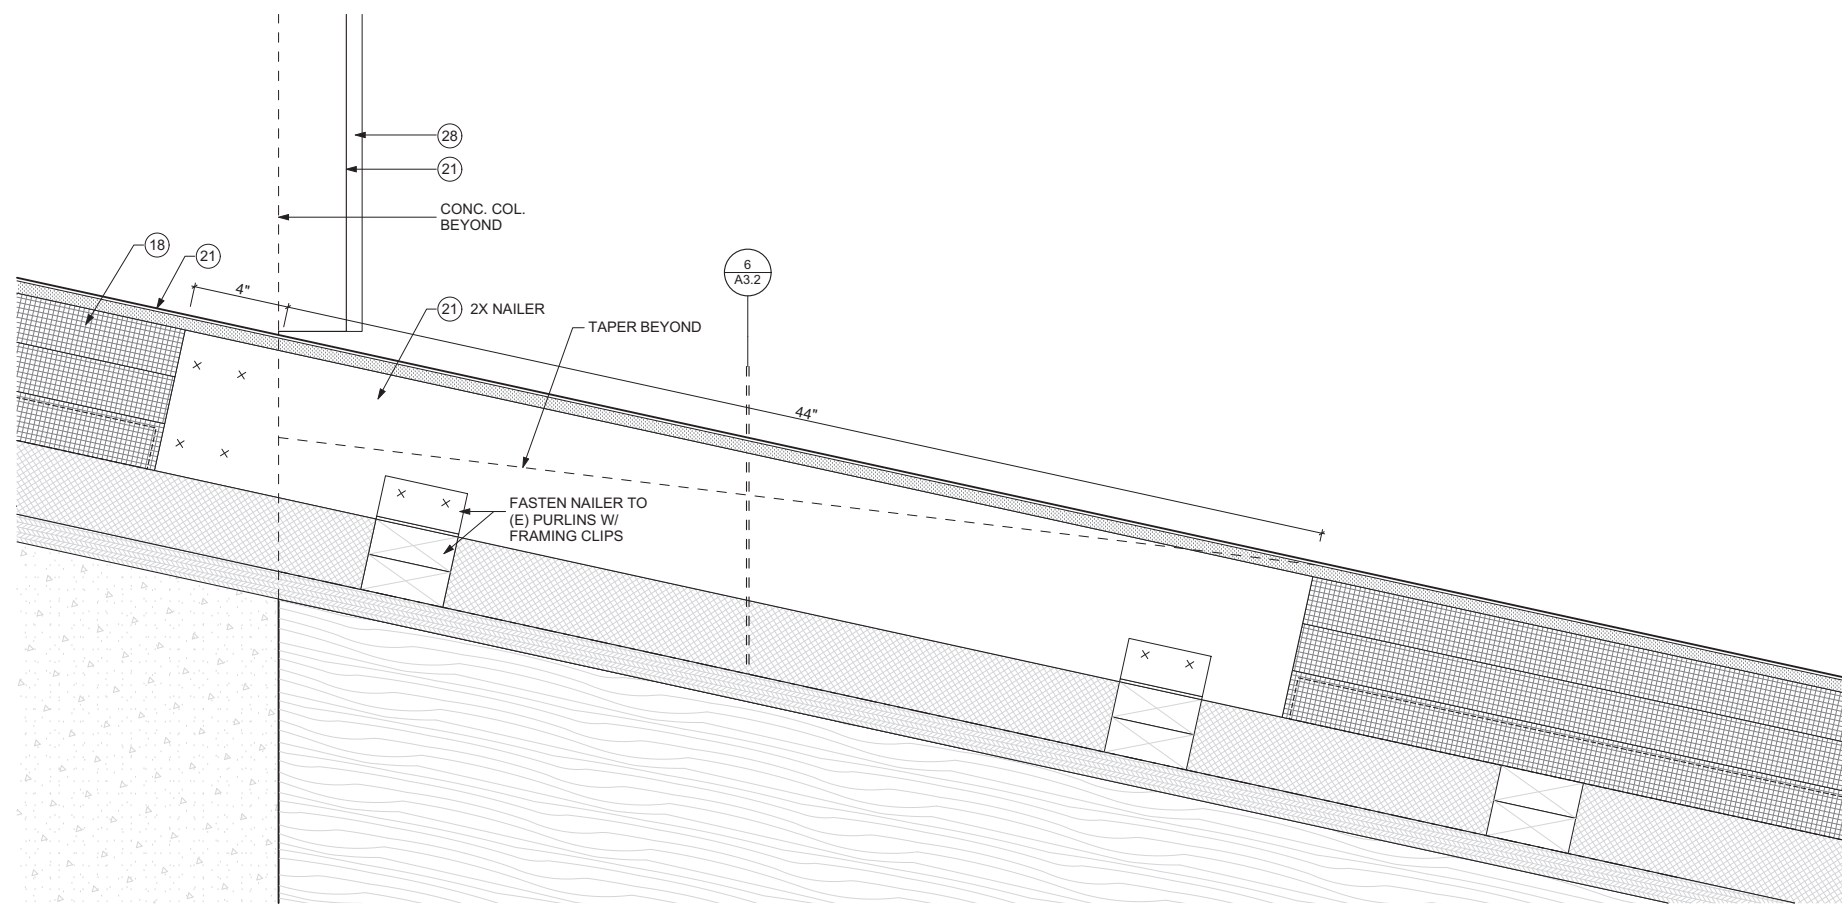 28
21
CONC. COL.
BEYOND
18
21
4"
6
A3.2
21 2X NAILER
TAPER BEYOND
44"
FASTEN NAILER TO
(E) PURLINS W/
FRAMING CLIPS